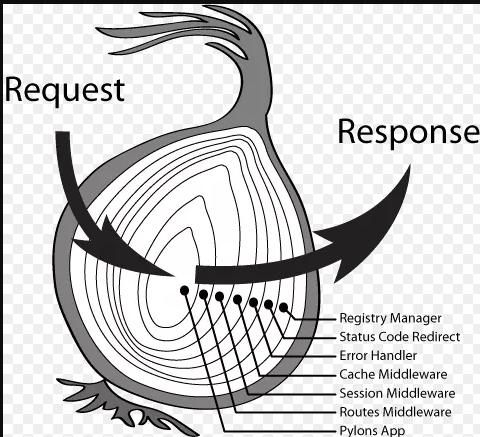 Request
Response
Registry Manager
Status Code Redirect
Error Handler
Cache Middleware
Session Middleware
Routes Middleware
Pylons App